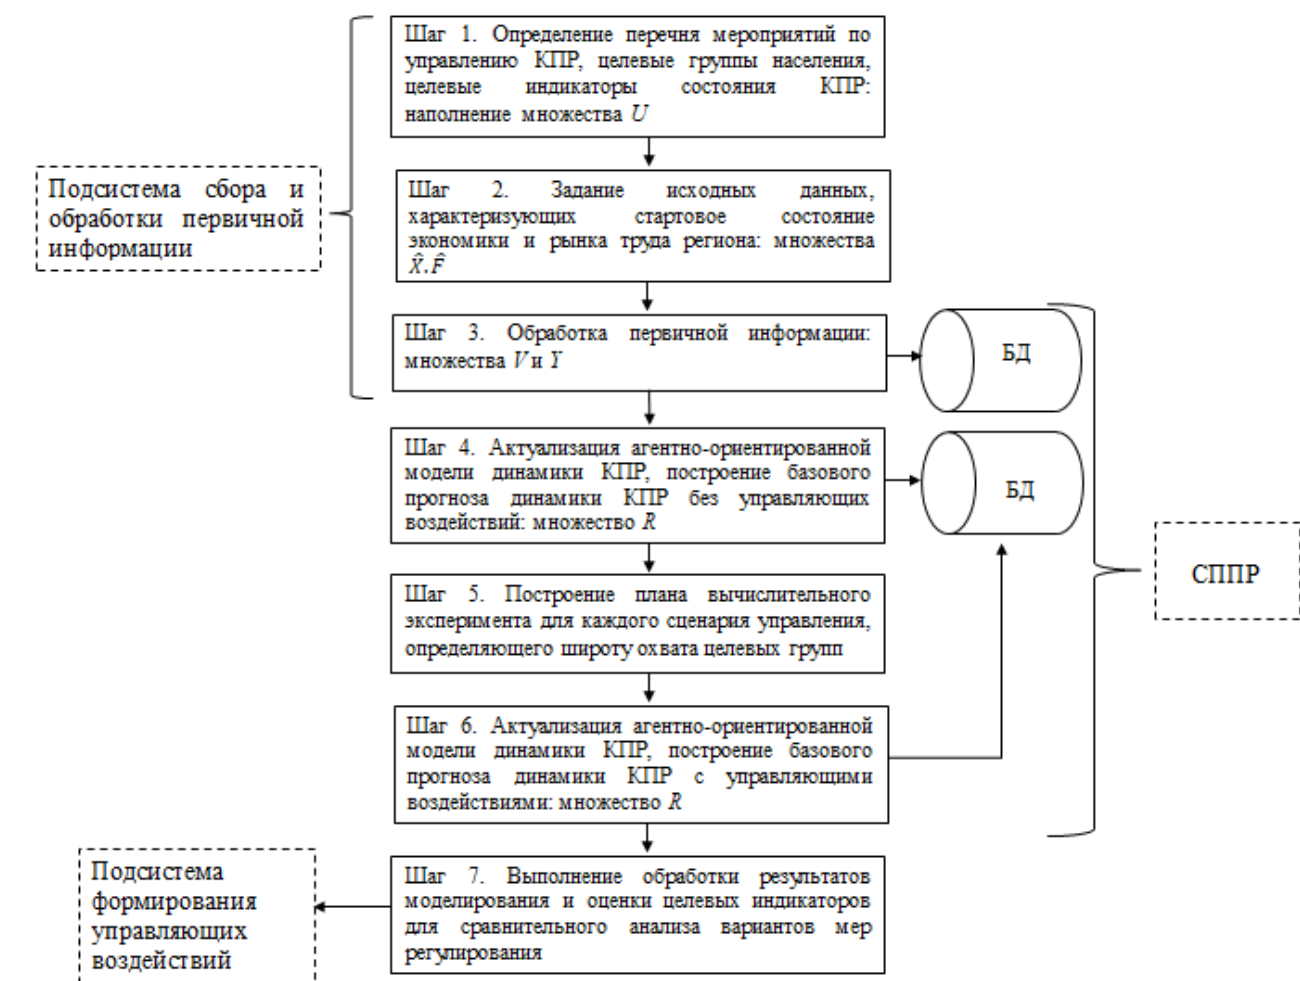 Шаг 1. Определение перечня мероприятий по
управлению КПР, целевые группы населения,
целевые индикаторы состояния КПР:
наполнение множества U
Подсистема сбора и
обработки первичной
информации
Шаг 2. Задание исходных данных,
характеризующих стартовое состояние
экономики и рынка труда региона: множества
X̂, F̂
Шаг 3. Обработка первичной информации:
множества V и Y
БД
Шаг 4. Актуализация агентно-ориентированной
модели динамики КПР, построение базового
прогноза динамики КПР без управляющих
воздействий: множество R
БД
СППР
Шаг 5. Построение плана вычислительного
эксперимента для каждого сценария управления,
определяющего широту охвата целевых групп
Шаг 6. Актуализация агентно-ориентированной
модели динамики КПР, построение базового
прогноза динамики КПР с управляющими
воздействиями: множество R
Шаг 7. Выполнение обработки результатов
моделирования и оценки целевых индикаторов
для сравнительного анализа вариантов мер
регулирования
Подсистема
формирования
управляющих
воздействий